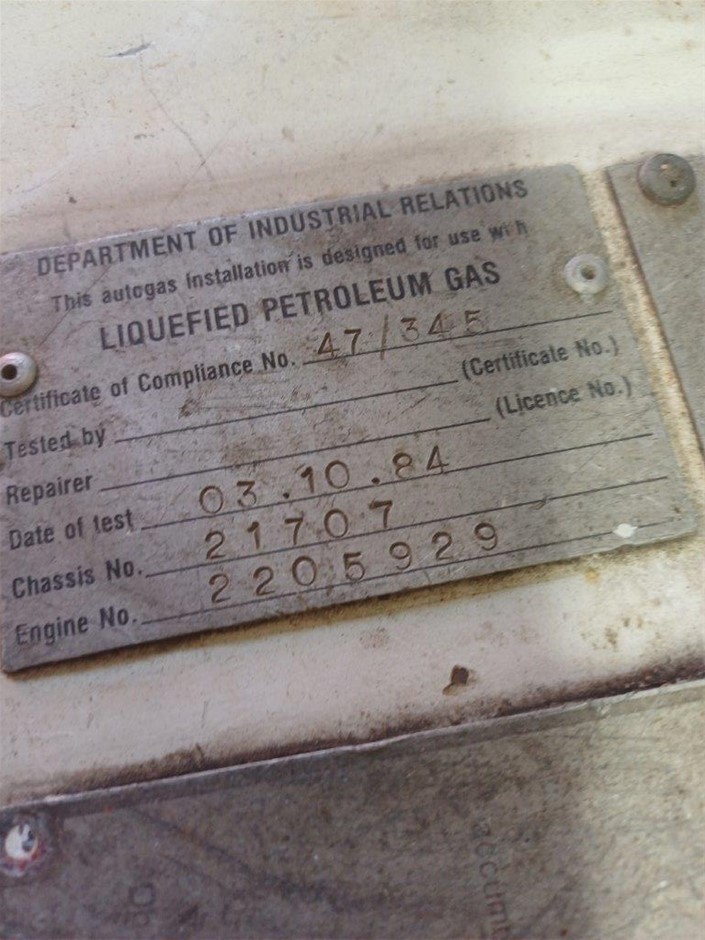 DEPARTMENT OF INDUSTRIAL RELATIONS
This autogas Installation is designed for use with
LIQUEFIED PETROLEUM GAS
Certificate of Compliance No. 47/345
Tested by (Certificate No.)
Repairer (Licence No.)
Date of test 03.10.84
Chassis No. 21707
Engine No. 2205929